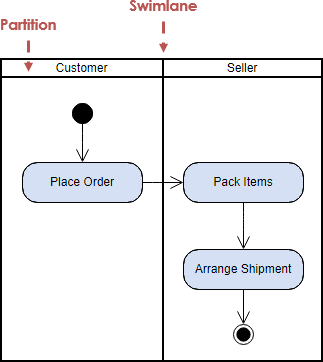 Swimlane
Partition
Customer
Seller
Place Order
Pack Items
Arrange Shipment